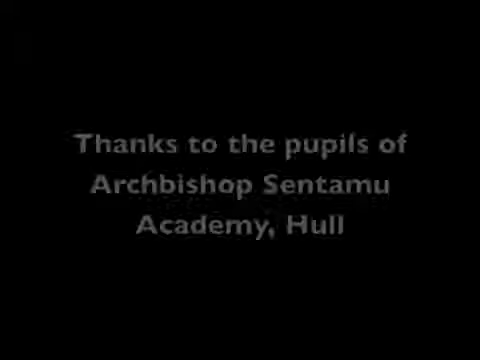 Thanks to the pupils of
Archbishop Sentamu
Academy, Hull